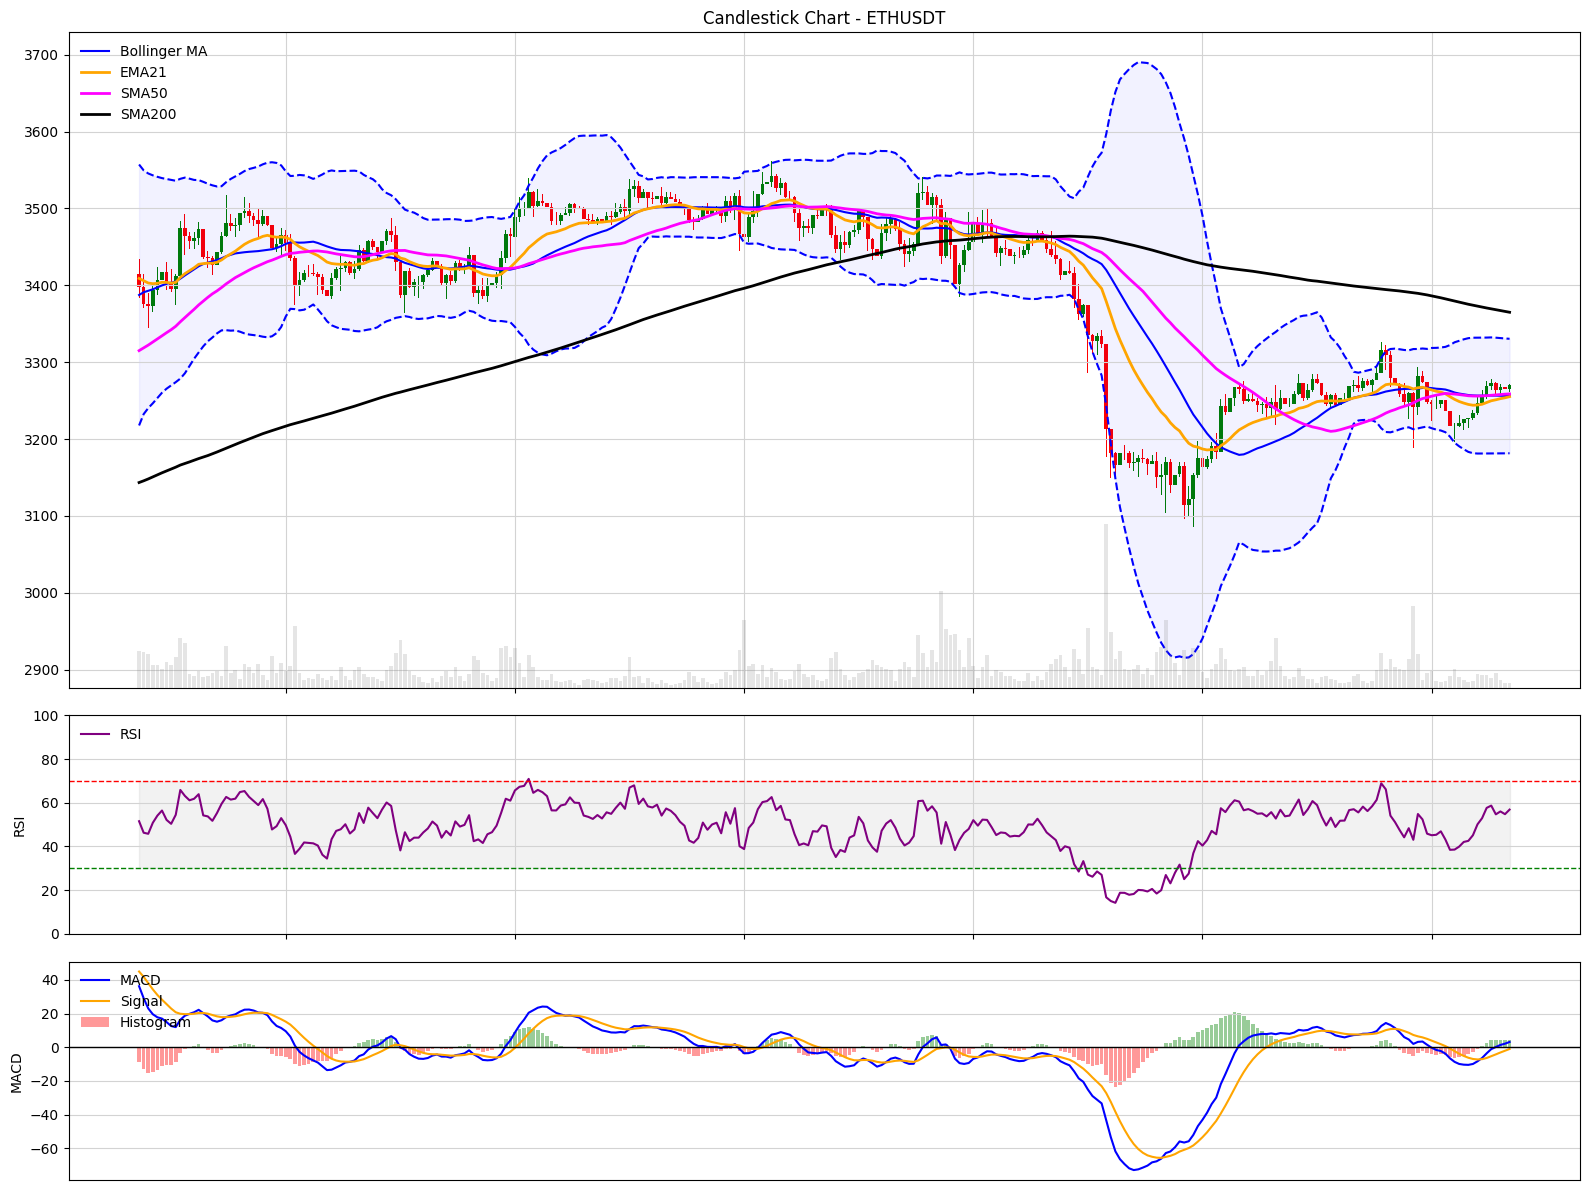 Candlestick Chart - ETHUSDT
Bollinger MA
EMA21
SMA50
SMA200
3700
3600
3500
3400
3300
3200
3100
3000
2900
RSI
RSI
100
80
60
40
20
0
MACD
Signal
Histogram
MACD
40
20
0
−20
−40
−60